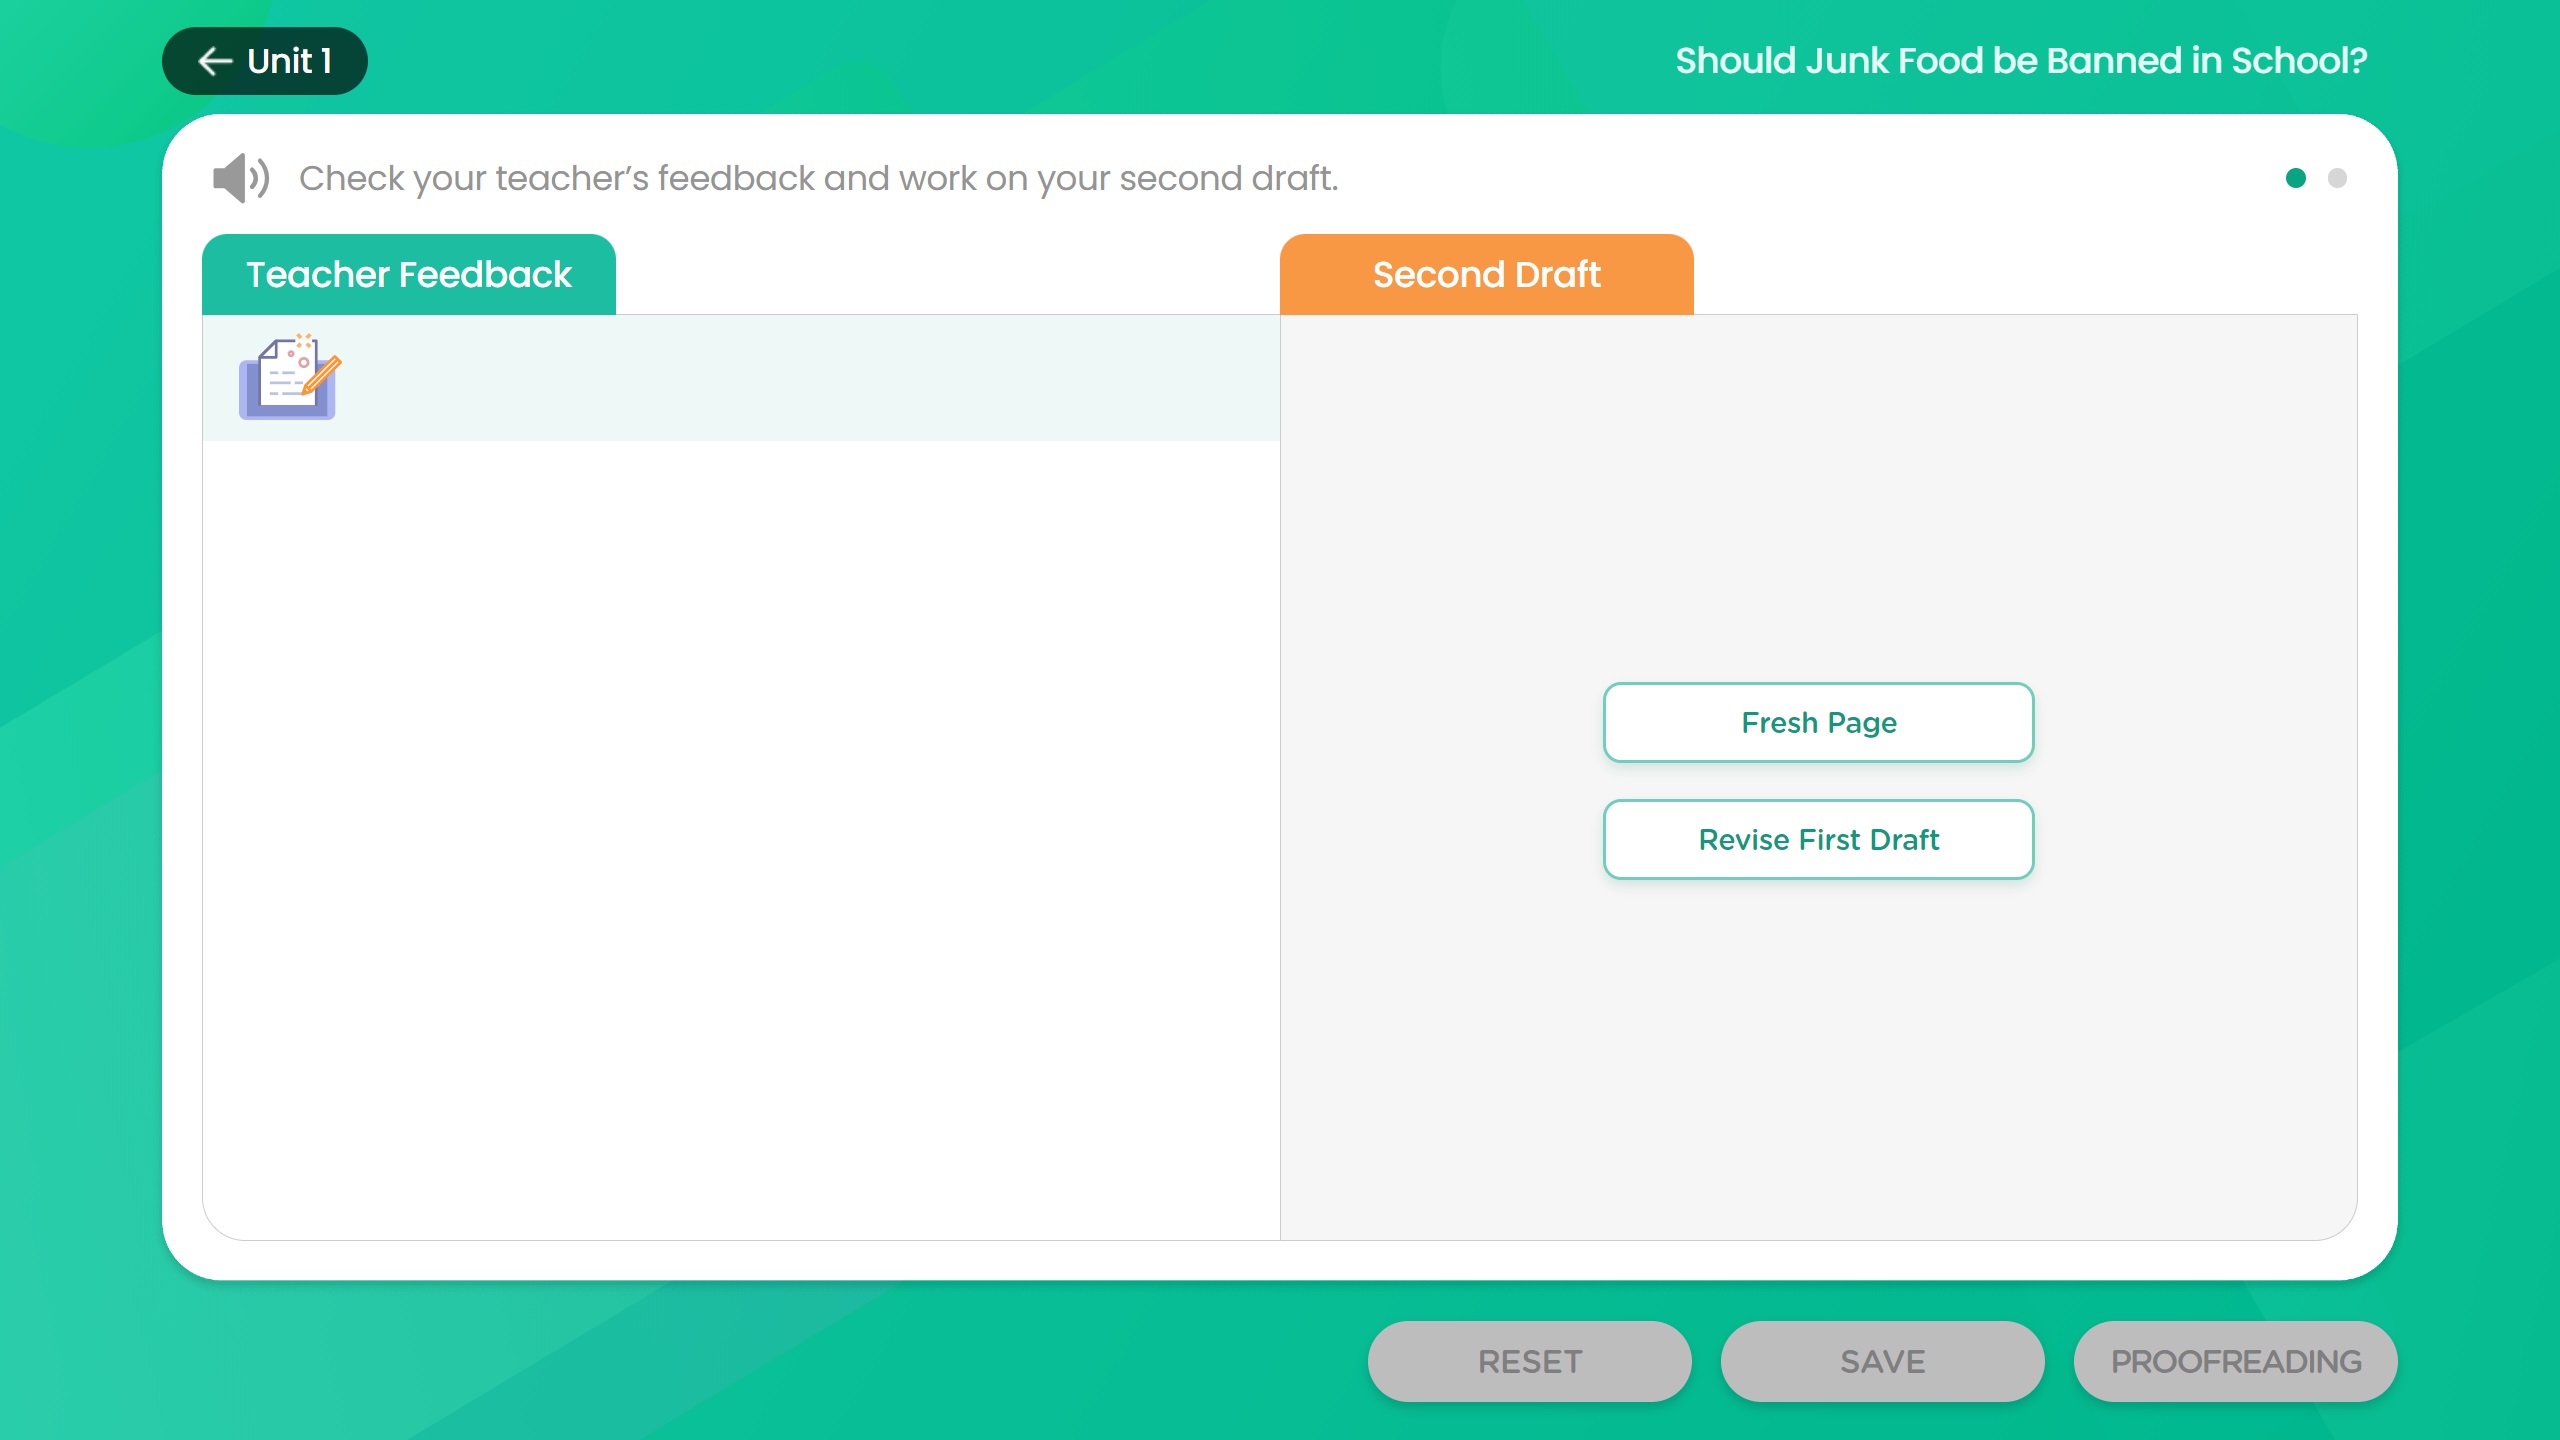 Unit 1
Should Junk Food be Banned in School?
Check your teacher’s feedback and work on your second draft.
Teacher Feedback
Second Draft
Fresh Page
Revise First Draft
RESET
SAVE
PROOFREADING